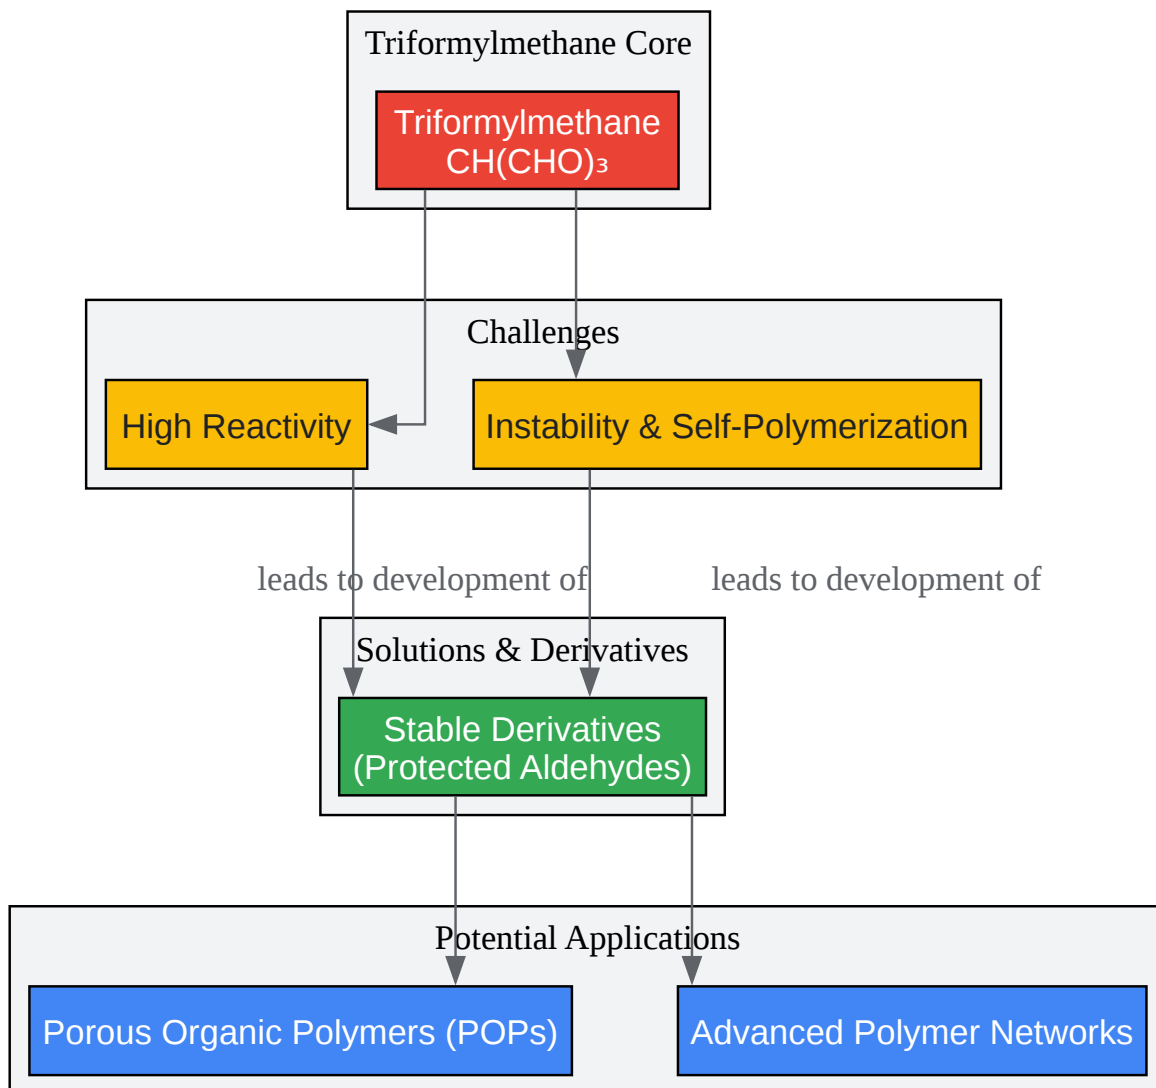 Triformylmethane Core
Triformylmethane
CH(CHO)₃
Challenges
High Reactivity
Instability & Self-Polymerization
leads to development of
leads to development of
Solutions & Derivatives
Stable Derivatives
(Protected Aldehydes)
Potential Applications
Porous Organic Polymers (POPs)
Advanced Polymer Networks